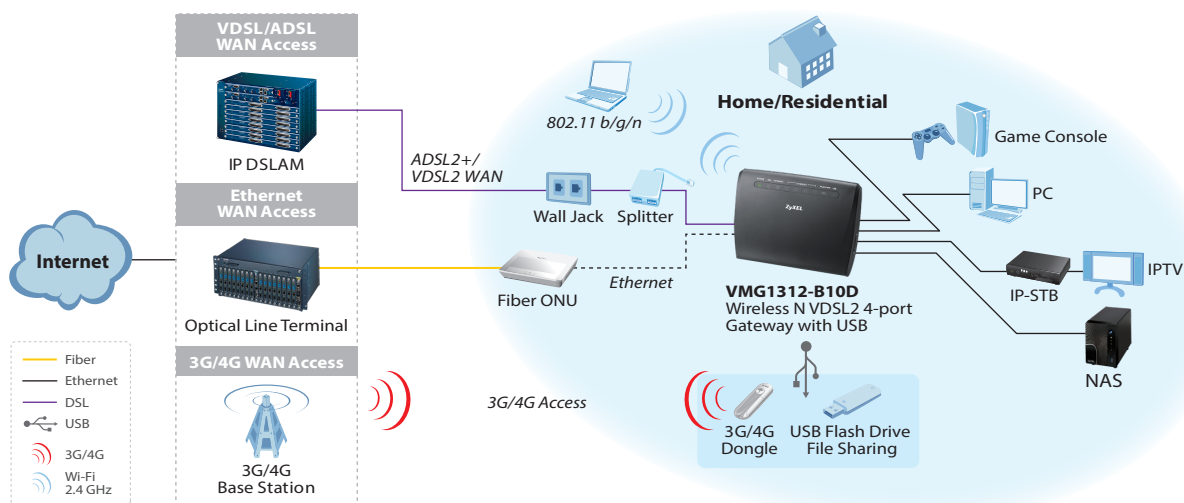 VDSL/ADSL
WAN Access
IP DSLAM
Ethernet
WAN Access
Optical Line Terminal
3G/4G WAN Access
3G/4G
Base Station
Internet
Fiber
Ethernet
DSL
USB
3G/4G
Wi-Fi
2.4 GHz
ADSL2+/
VDSL2 WAN
802.11 b/g/n
Home/Residential
Wall Jack
Splitter
Fiber ONU
Ethernet
3G/4G Access
ZyXEL
VMG1312-B10D
Wireless N VDSL2 4-port
Gateway with USB
3G/4G
Dongle
USB Flash Drive
File Sharing
Game Console
PC
IP-STB
IPTV
NAS